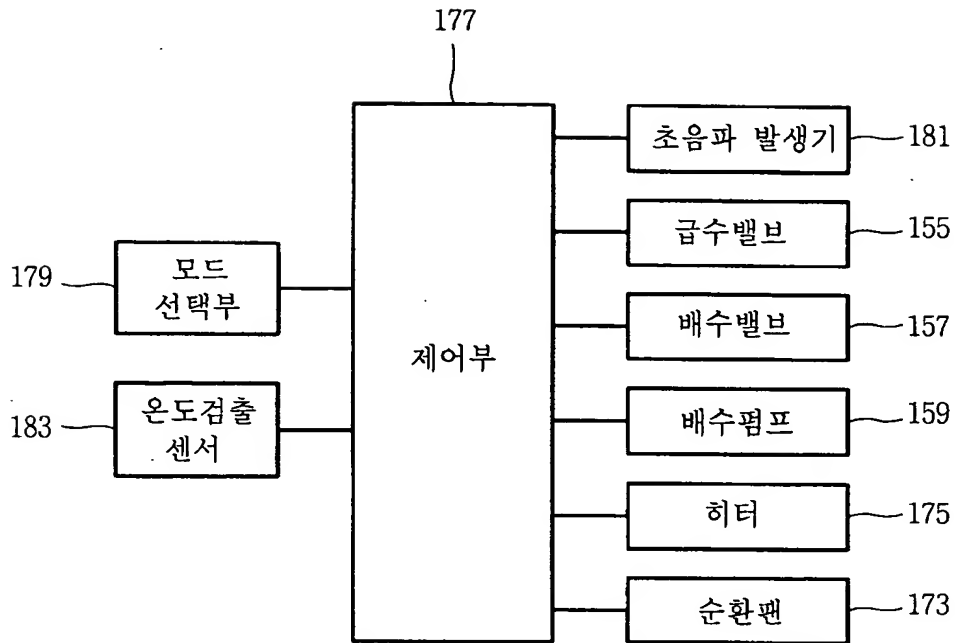 177
초음파 발생기
181
급수밸브
155
모드
선택부
179
배수밸브
157
제어부
온도검출
센서
183
배수펌프
159
히터
175
순환팬
173